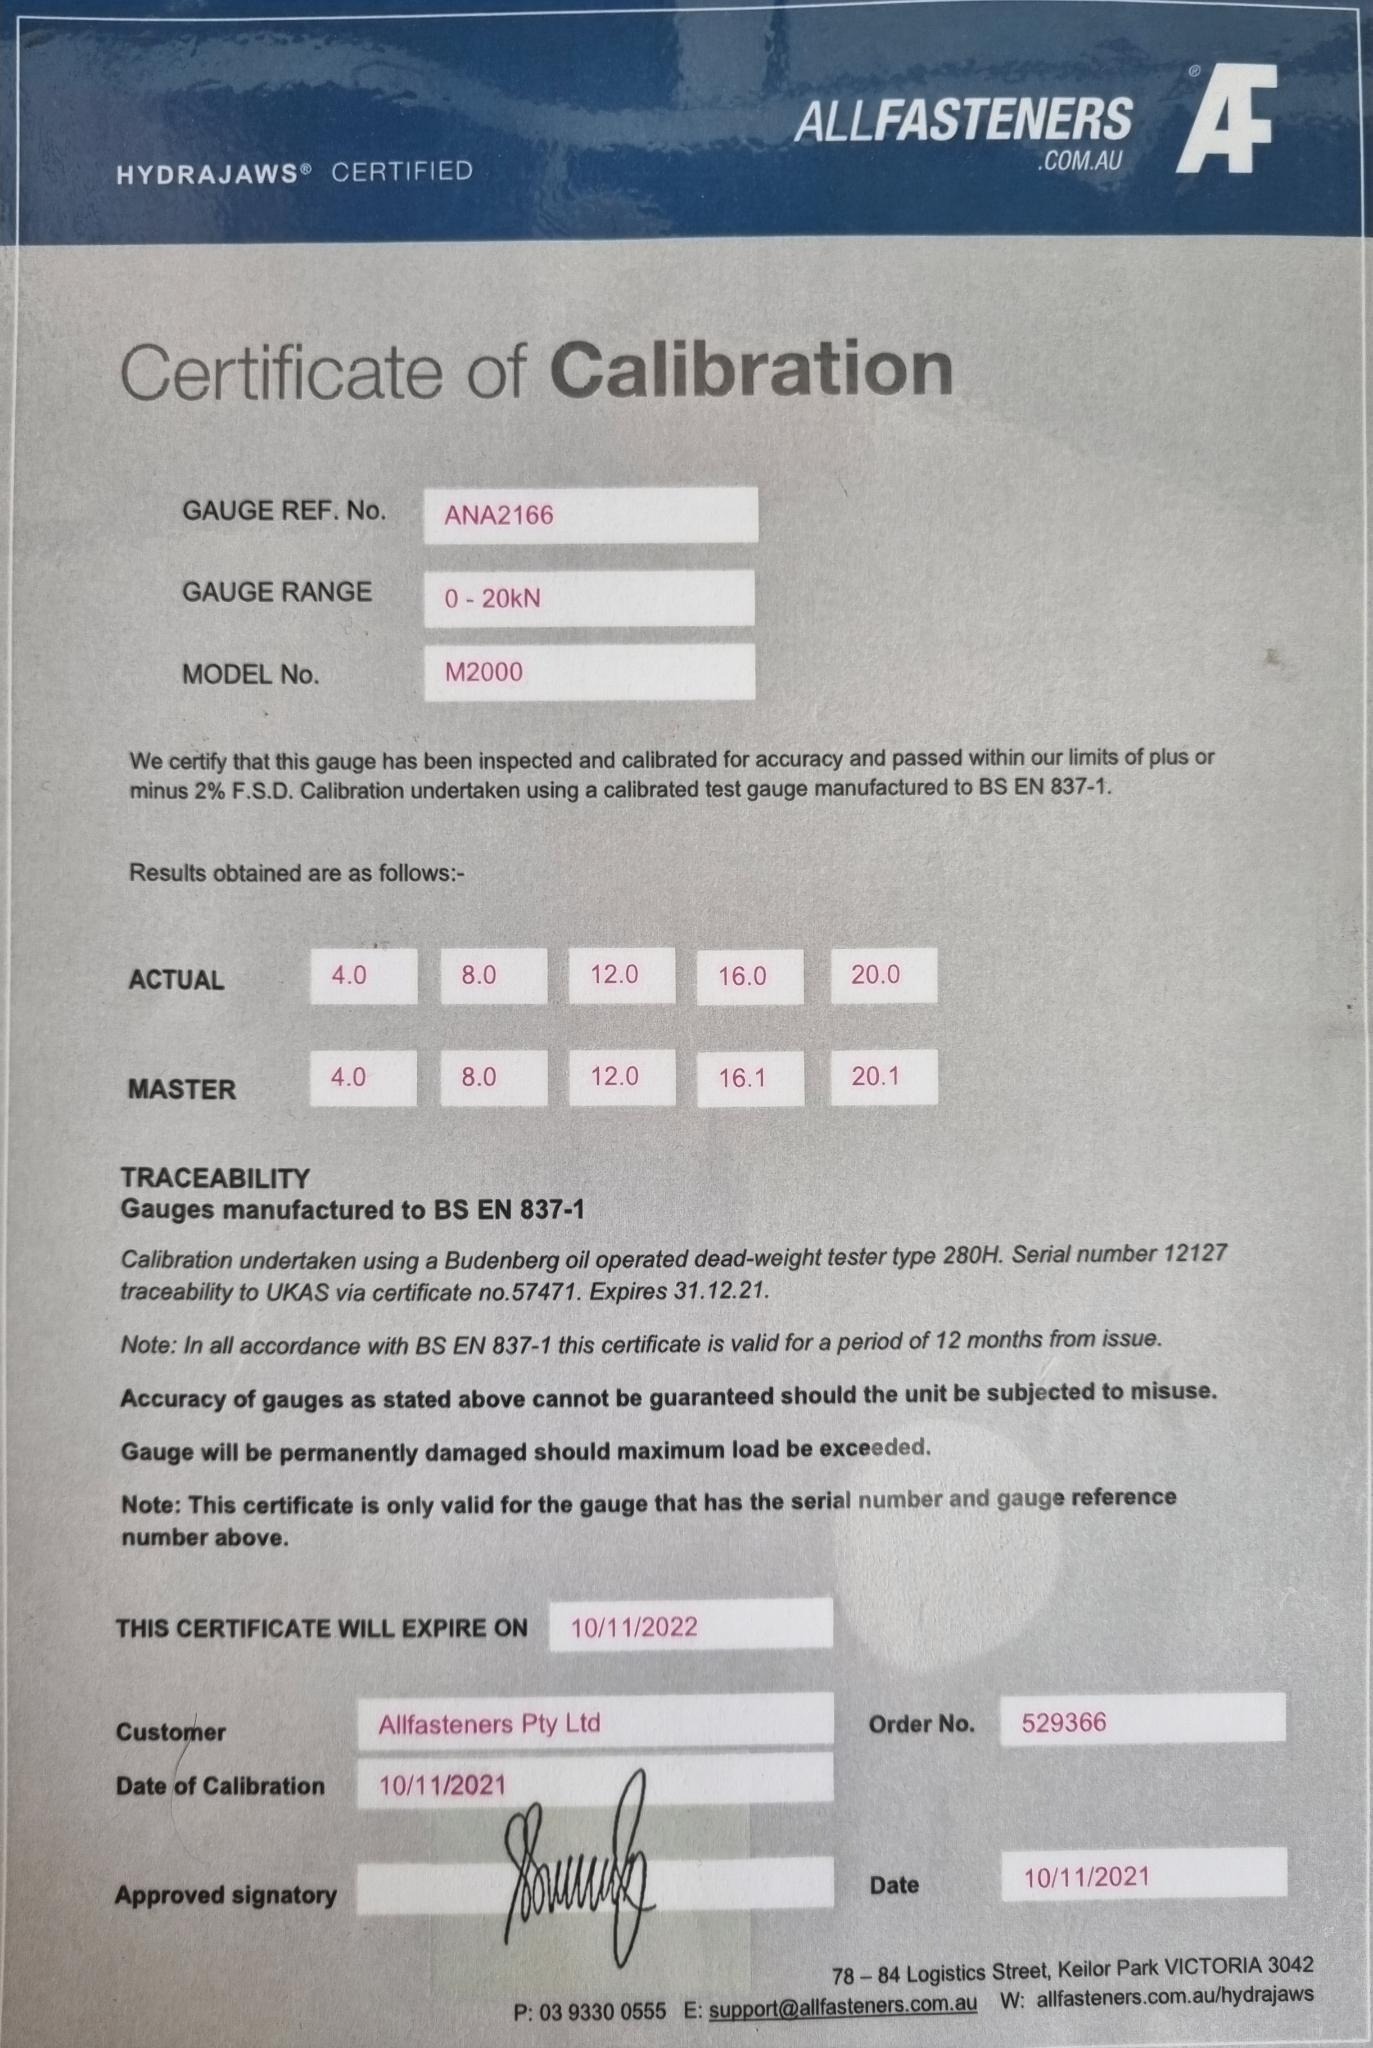 ALLFASTENERS
.COM.AU
® AF
HYDRAJAWS® CERTIFIED
Certificate of Calibration
GAUGE REF. No. ANA2166
GAUGE RANGE 0 - 20kN
MODEL No. M2000
We certify that this gauge has been inspected and calibrated for accuracy and passed within our limits of plus or
minus 2% F.S.D. Calibration undertaken using a calibrated test gauge manufactured to BS EN 837-1.
Results obtained are as follows:-
ACTUAL 4.0 8.0 12.0 16.0 20.0
MASTER 4.0 8.0 12.0 16.1 20.1
TRACEABILITY
Gauges manufactured to BS EN 837-1
Calibration undertaken using a Budenberg oil operated dead-weight tester type 280H. Serial number 12127
traceability to UKAS via certificate no.57471. Expires 31.12.21.
Note: In all accordance with BS EN 837-1 this certificate is valid for a period of 12 months from issue.
Accuracy of gauges as stated above cannot be guaranteed should the unit be subjected to misuse.
Gauge will be permanently damaged should maximum load be exceeded.
Note: This certificate is only valid for the gauge that has the serial number and gauge reference
number above.
THIS CERTIFICATE WILL EXPIRE ON 10/11/2022
Customer Allfasteners Pty Ltd Order No. 529366
Date of Calibration 10/11/2021
Approved signatory Date 10/11/2021
78 – 84 Logistics Street, Keilor Park VICTORIA 3042
P: 03 9330 0555 E: support@allfasteners.com.au W: allfasteners.com.au/hydrajaws